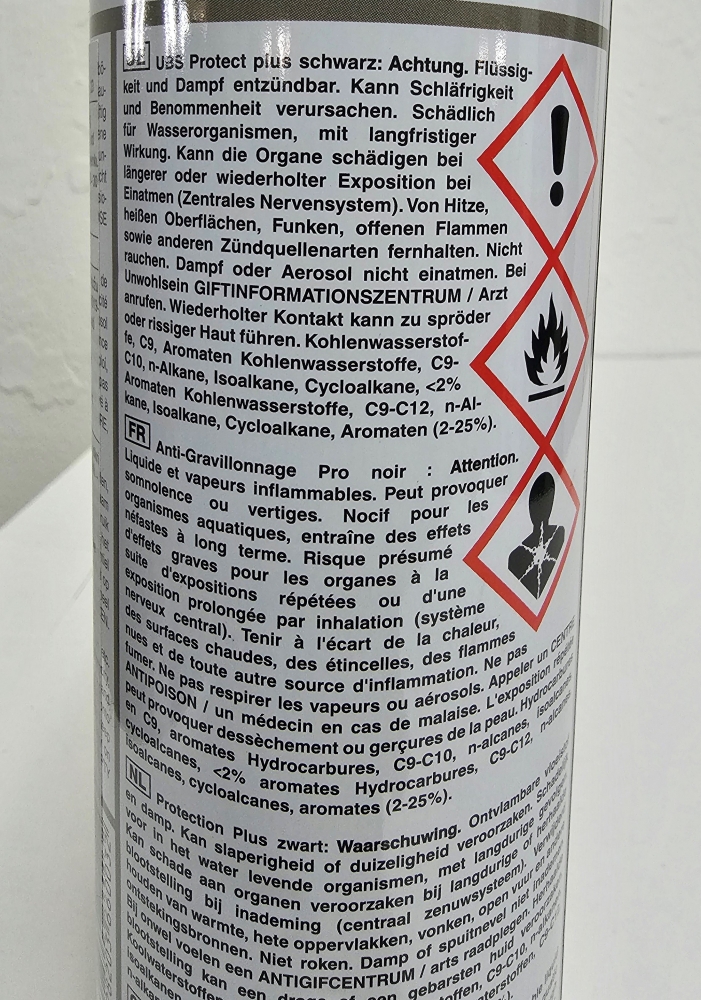 DE UBS Protect plus schwarz: Achtung. Flüssig-
keit und Dampf entzündbar. Kann Schläfrigkeit
und Benommenheit verursachen. Schädlich
für Wasserorganismen, mit langfristiger
Wirkung. Kann die Organe schädigen bei
längerer oder wiederholter Exposition bei
Einatmen (Zentrales Nervensystem). Von Hitze,
heißen Oberflächen, Funken, offenen Flammen
sowie anderen Zündquellenarten fernhalten. Nicht
rauchen. Dampf oder Aerosol nicht einatmen. Bei
Unwohlsein GIFTINFORMATIONSZENTRUM / Arzt
anrufen. Wiederholter Kontakt kann zu spröder
oder rissiger Haut führen. Kohlenwasserstof-
fe, C9, Aromaten Kohlenwasserstoffe, C9-
C10, n-Alkane, Isoalkane, Cycloalkane, <2%
Aromaten Kohlenwasserstoffe, C9-C12, n-Al-
kane, Isoalkane, Cycloalkane, Aromaten (2-25%).
FR Anti-Gravillonnage Pro noir : Attention.
Liquide et vapeurs inflammables. Peut provoquer
somnolence ou vertiges. Nocif pour les
organismes aquatiques, entraîne des effets
néfastes à long terme. Risque présumé
d'effets graves pour les organes à la
suite d'expositions répétées ou d'une
exposition prolongée par inhalation (système
nerveux central). Tenir à l'écart de la chaleur,
des surfaces chaudes, des étincelles, des flammes
nues et de toute autre source d'inflammation. Ne pas
fumer. Ne pas respirer les vapeurs ou aérosols. Appeler un CENTRE
ANTIPOISON / un médecin en cas de malaise. L'exposition répétée
peut provoquer dessèchement ou gerçures de la peau. Hydrocarbures
en C9, aromates Hydrocarbures, C9-C10, n-alcanes, isoalcanes,
cycloalcanes, <2% aromates Hydrocarbures, C9-C12, n-alcanes,
isoalcanes, cycloalcanes, aromates (2-25%).
NL Protection Plus zwart: Waarschuwing. Ontvlambare vloeistof
en damp. Kan slaperigheid of duizeligheid veroorzaken. Schadelijk
voor in het water levende organismen, met langdurige gevolgen.
Kan schade aan organen veroorzaken bij langdurige of herhaalde
blootstelling bij inademing (centraal zenuwsysteem). Verwijderd
houden van warmte, hete oppervlakken, vonken, open vuur en andere
ontstekingsbronnen. Niet roken. Damp of spuitnevel niet inademen.
Bij onwel voelen een ANTIGIFCENTRUM / arts raadplegen. Herhaalde
blootstelling kan een droge of een gebarsten huid veroorzaken.
Koolwaterstoffen
isoalkanen
n-alkanen